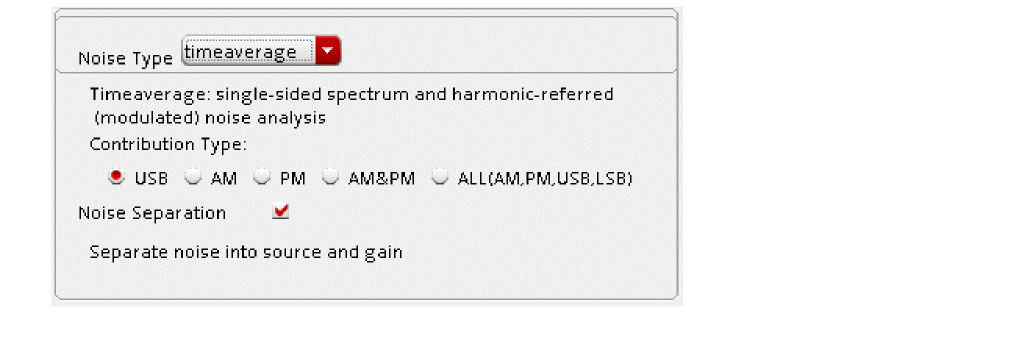 Noise Type timeaverage
Timeaverage: single-sided spectrum and harmonic-referred
(modulated) noise analysis
Contribution Type:
USB AM PM AM&PM ALL(AM,PM,USB,LSB)
Noise Separation
Separate noise into source and gain